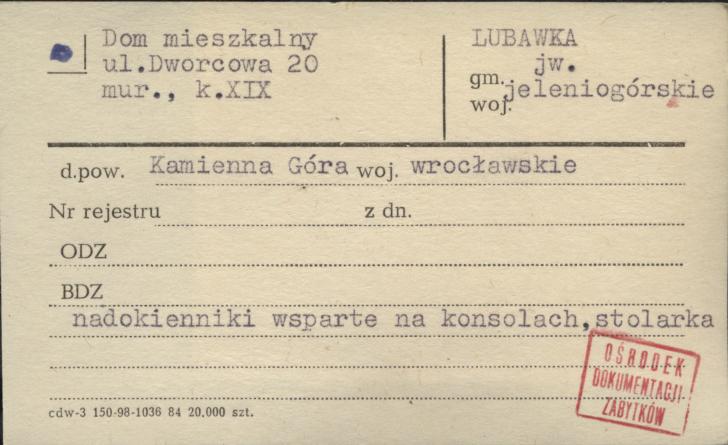 Dom mieszkalny
ul.Dworcowa 20
mur., k.XIX
LUBAWKA
gm. jw.
woj. jeleniogórskie
d.pow. Kamienna Góra woj. wrocławskie
Nr rejestru z dn.
ODZ
BDZ
nadokienniki wsparte na konsolach,stolarka
OŚRODEK
DOKUMENTACJI
ZABYTKÓW
cdw-3 150-98-1036 84 20,000 szt.